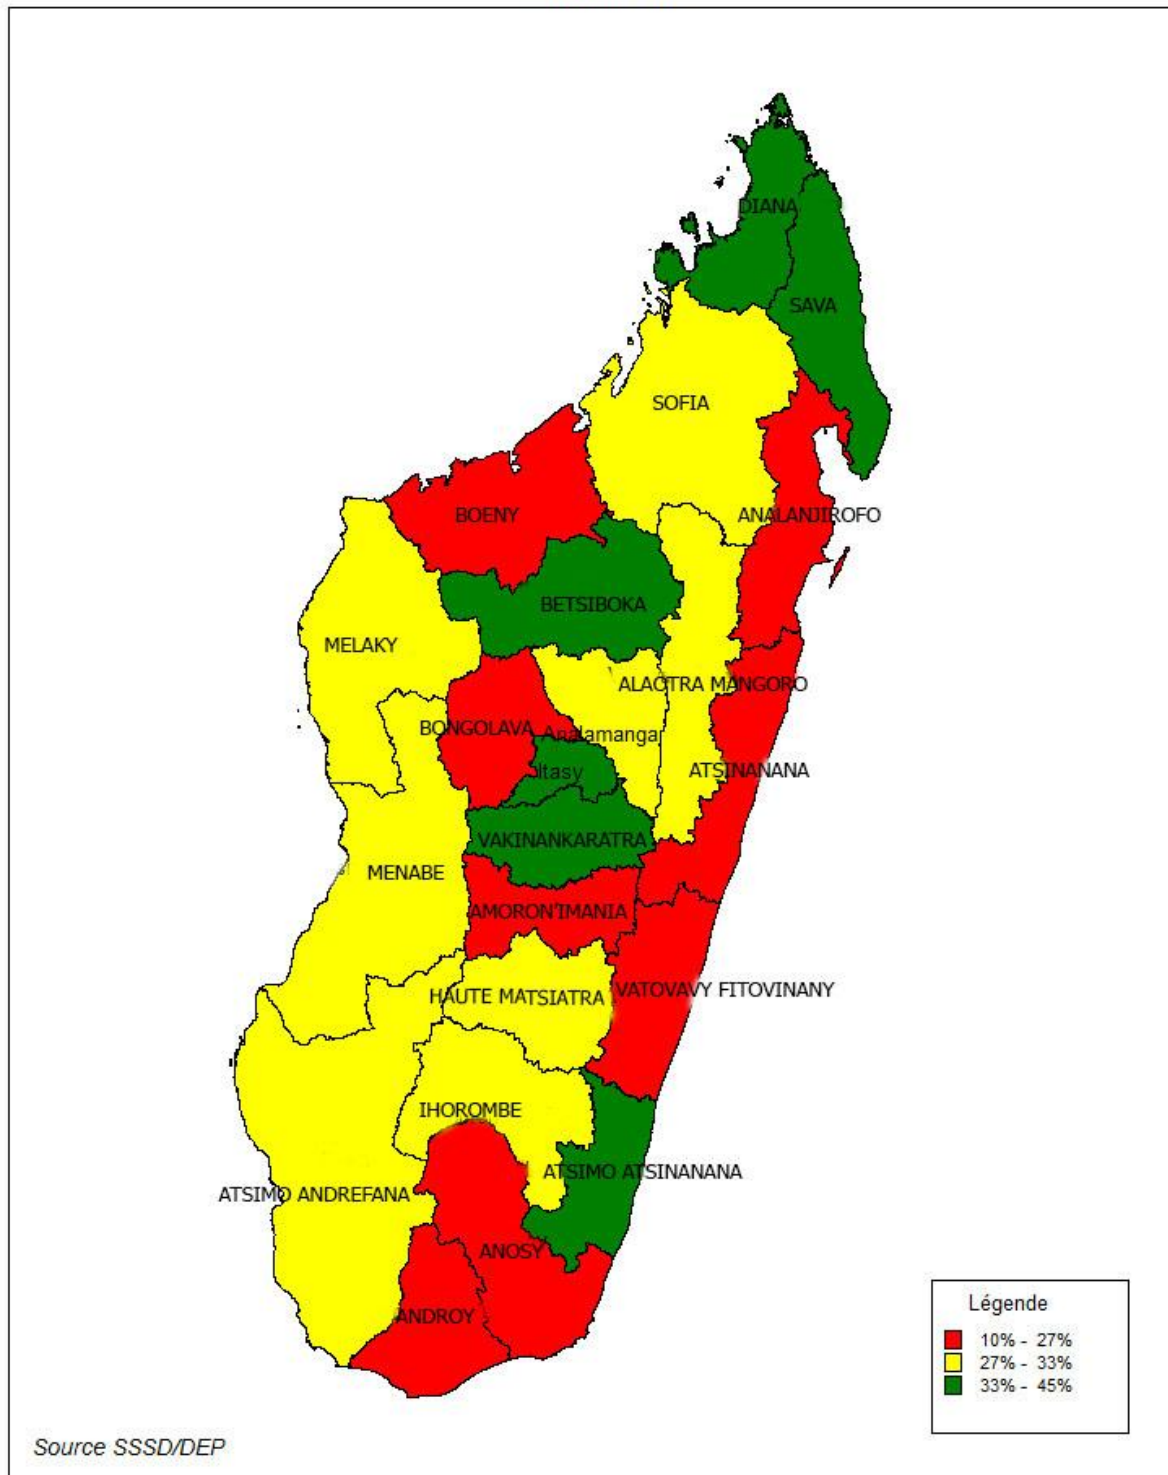 DIANA
SAVA
SOFIA
BOENY
ANALANJIROFO
BETSIBOKA
MELAKY
ALAOTRA MANGORO
BONGOLAVA
Analamanga
Itasy
ATSINANANA
VAKINANKARATRA
MENABE
AMORON'IMANIA
HAUTE MATSIATRA
VATOVAVY FITOVINANY
IHOROMBE
ATSIMO ATSINANANA
ATSIMO ANDREFANA
ANOSY
ANDROY
Légende
10% - 27%
27% - 33%
33% - 45%
Source SSSD/DEP